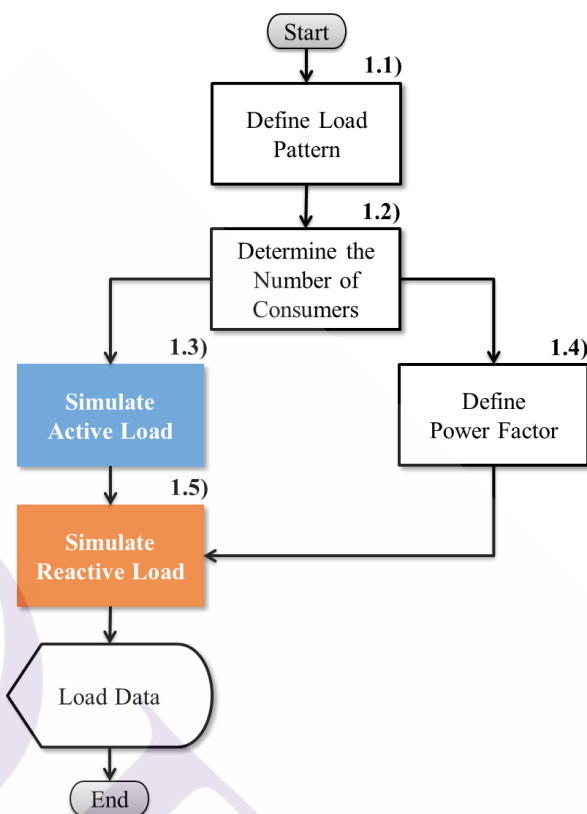 Start
1.1)
Define Load
Pattern
1.2)
Determine the
Number of
Consumers
1.3)
Simulate
Active Load
1.4)
Define
Power Factor
1.5)
Simulate
Reactive Load
Load Data
End